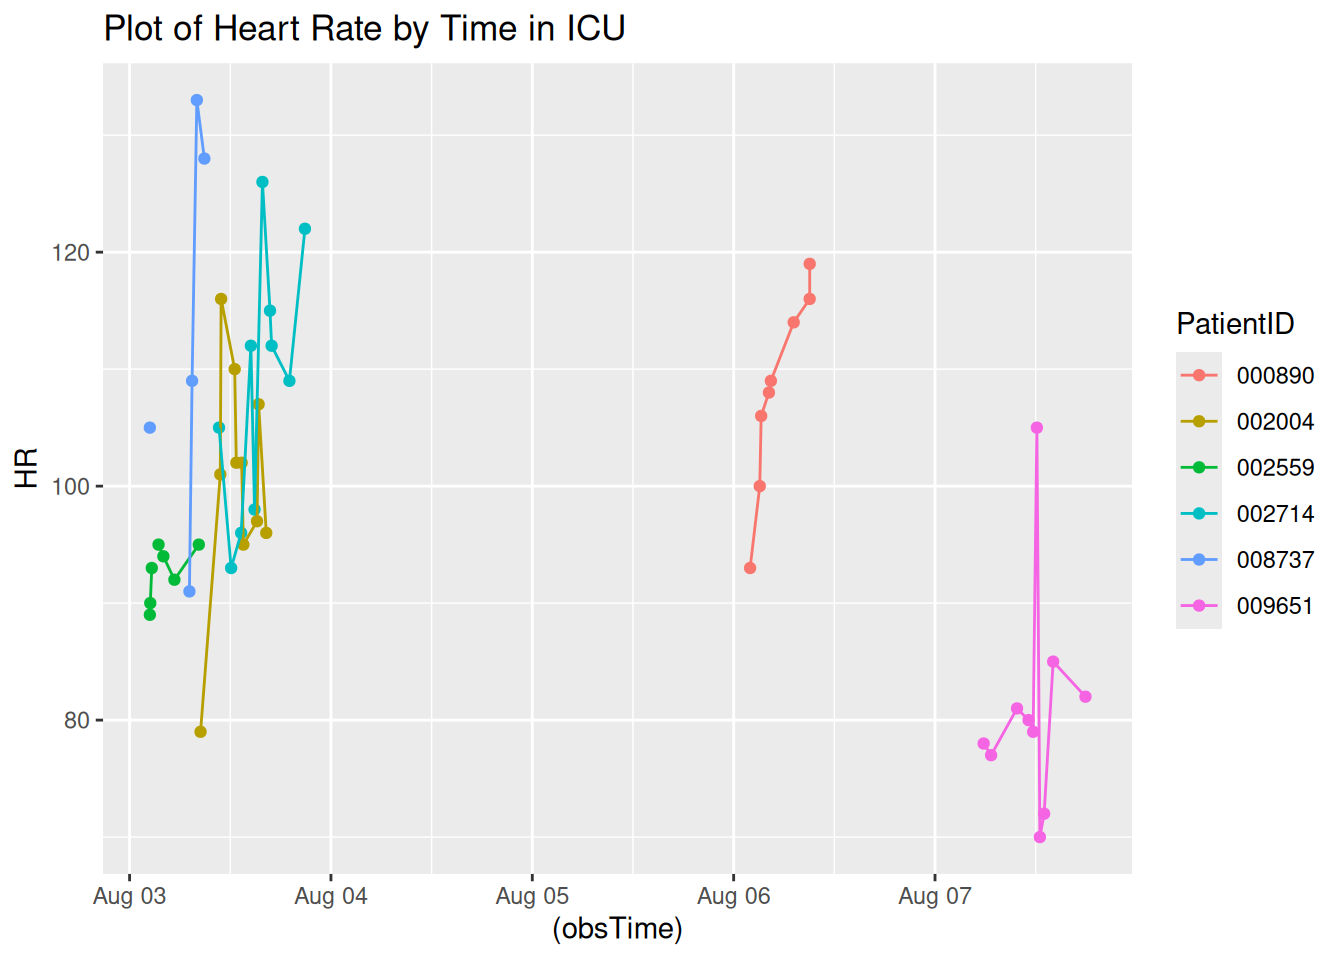 Plot of Heart Rate by Time in ICU
HR
120
100
80
Aug 03 Aug 04 Aug 05 Aug 06 Aug 07
(obsTime)
PatientID
000890
002004
002559
002714
008737
009651